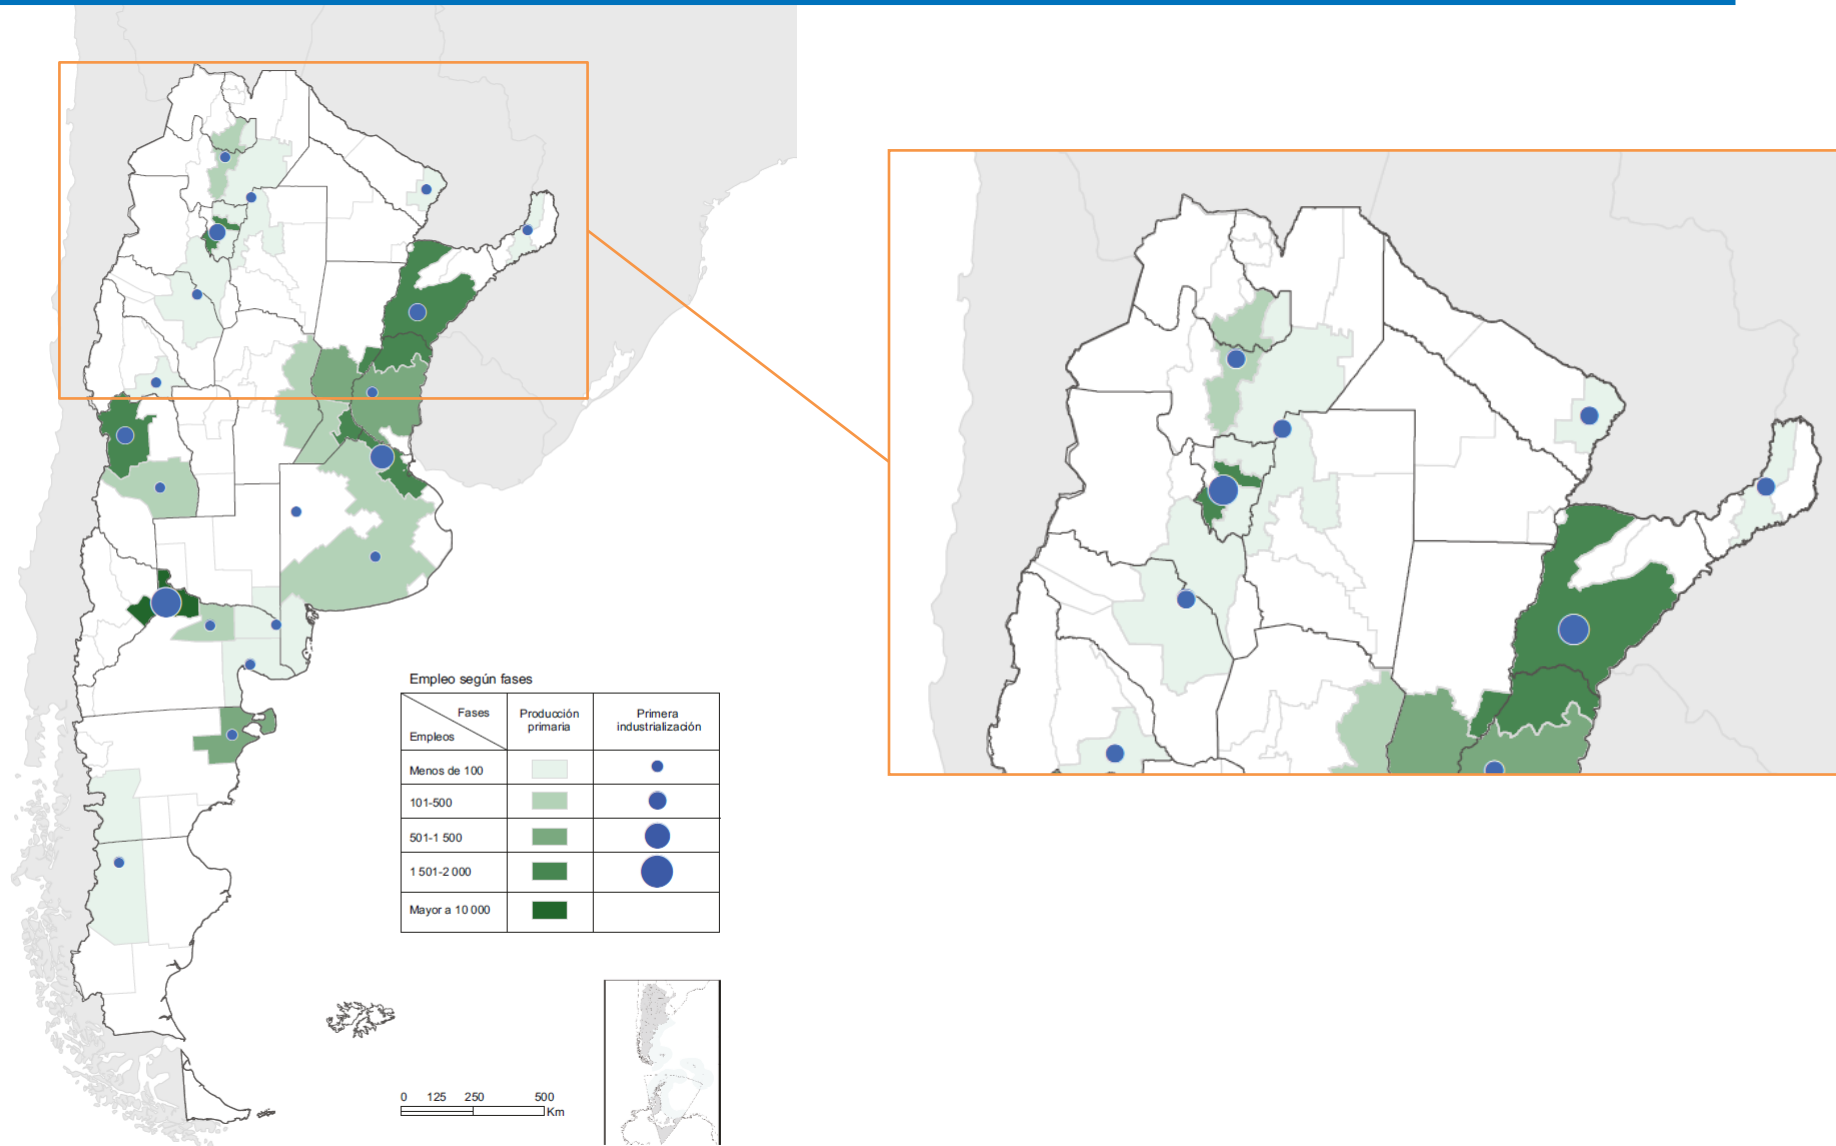 Empleo según fases
Fases
Empleos
Producción
primaria
Primera
industrialización
Menos de 100
101-500
501-1 500
1 501-2 000
Mayor a 10 000
0 125 250 500
Km